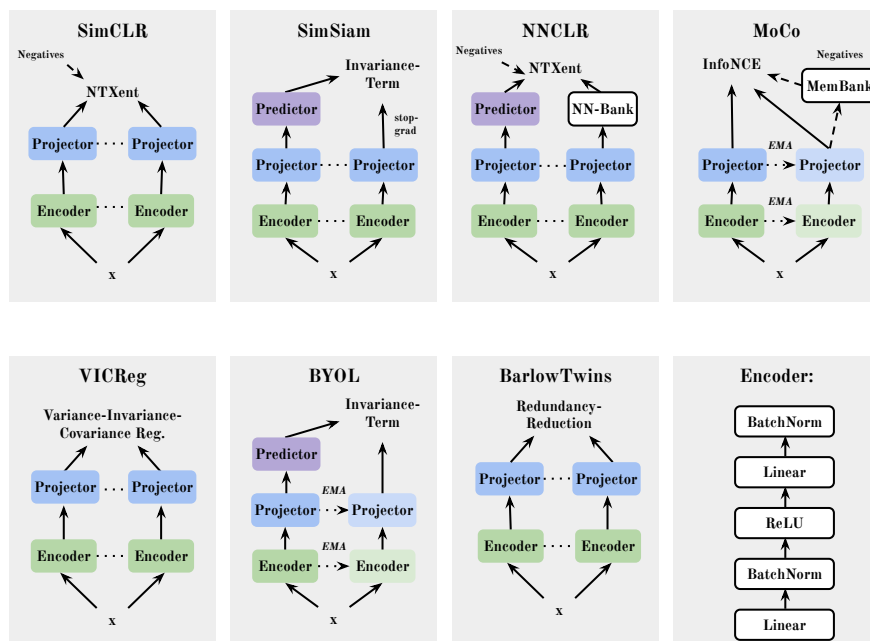 SimCLR
Negatives
NTXent
Projector Projector
Encoder Encoder
x
SimSiam
Invariance-
Term
Predictor
stop-
grad
Projector Projector
Encoder Encoder
x
NNCLR
Negatives
NTXent
Predictor NN-Bank
Projector Projector
Encoder Encoder
x
MoCo
Negatives
InfoNCE
MemBank
EMA
Projector Projector
EMA
Encoder Encoder
x
VICReg
Variance-Invariance-
Covariance Reg.
Projector Projector
Encoder Encoder
x
BYOL
Invariance-
Term
Predictor
EMA
Projector Projector
EMA
Encoder Encoder
x
BarlowTwins
Redundancy-
Reduction
Projector Projector
Encoder Encoder
x
Encoder:
BatchNorm
Linear
ReLU
BatchNorm
Linear